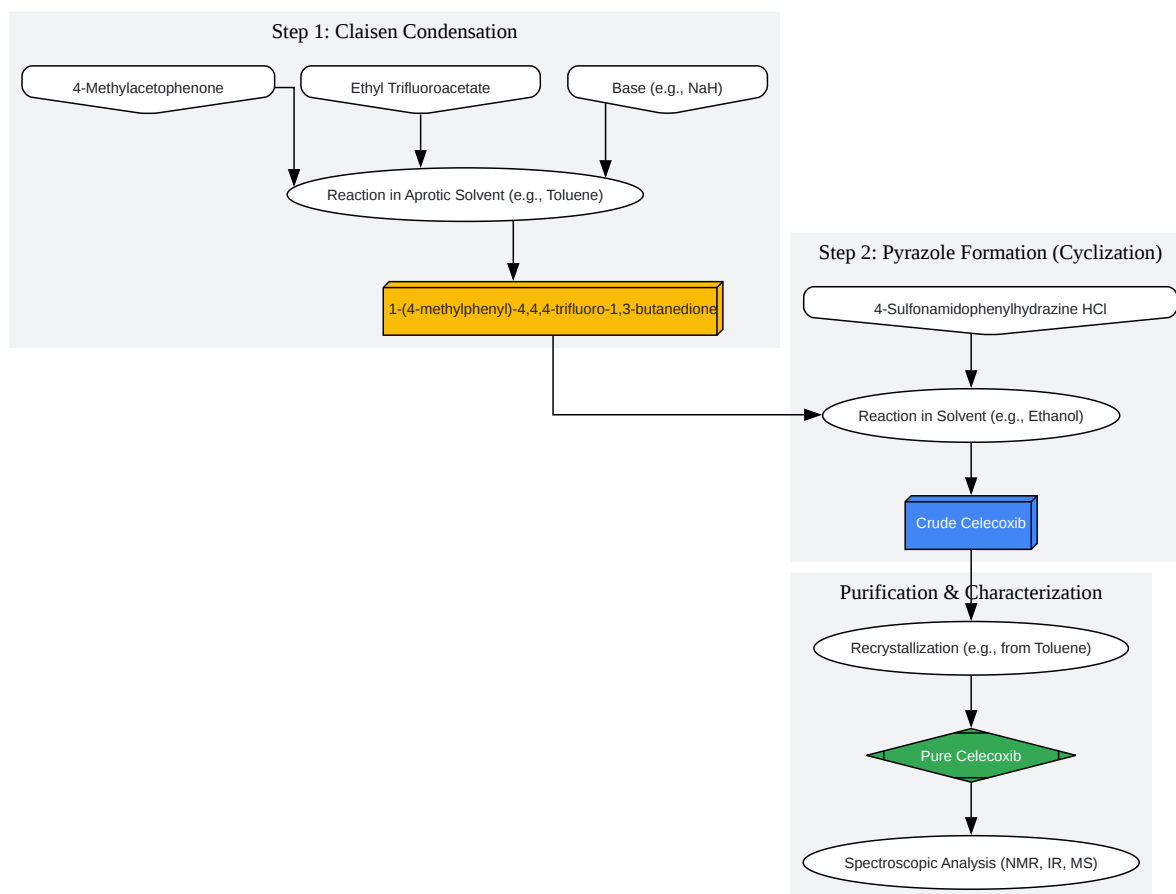 Step 1: Claisen Condensation
4-Methylacetophenone
Ethyl Trifluoroacetate
Base (e.g., NaH)
Reaction in Aprotic Solvent (e.g., Toluene)
1-(4-methylphenyl)-4,4,4-trifluoro-1,3-butanedione
Step 2: Pyrazole Formation (Cyclization)
4-Sulfonamidophenylhydrazine HCl
Reaction in Solvent (e.g., Ethanol)
Crude Celecoxib
Purification & Characterization
Recrystallization (e.g., from Toluene)
Pure Celecoxib
Spectroscopic Analysis (NMR, IR, MS)